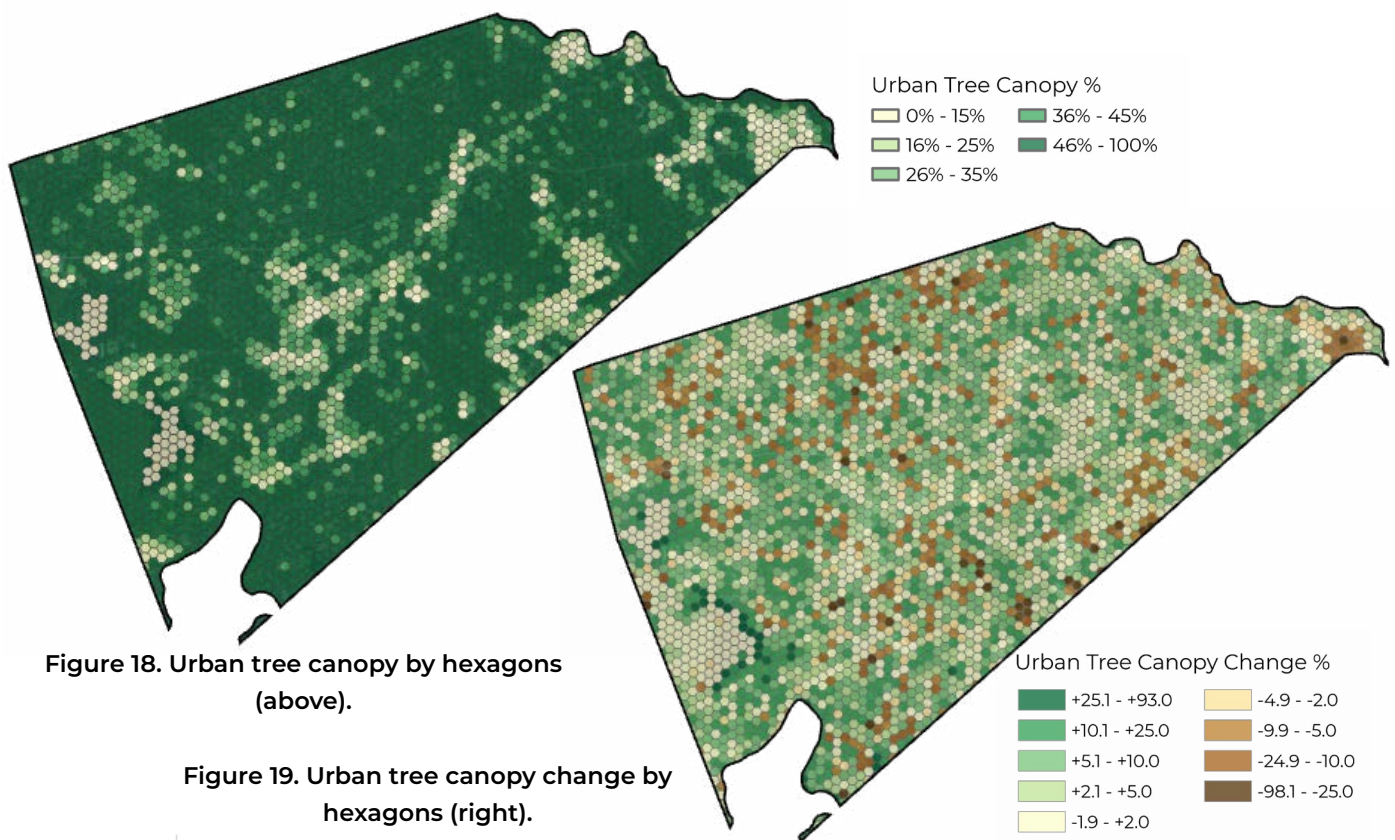 Urban Tree Canopy %
0% - 15%
36% - 45%
16% - 25%
46% - 100%
26% - 35%
Figure 18. Urban tree canopy by hexagons
(above).
Figure 19. Urban tree canopy change by
hexagons (right).
Urban Tree Canopy Change %
+25.1 - +93.0
-4.9 - -2.0
+10.1 - +25.0
-9.9 - -5.0
+5.1 - +10.0
-24.9 - -10.0
+2.1 - +5.0
-98.1 - -25.0
-1.9 - +2.0